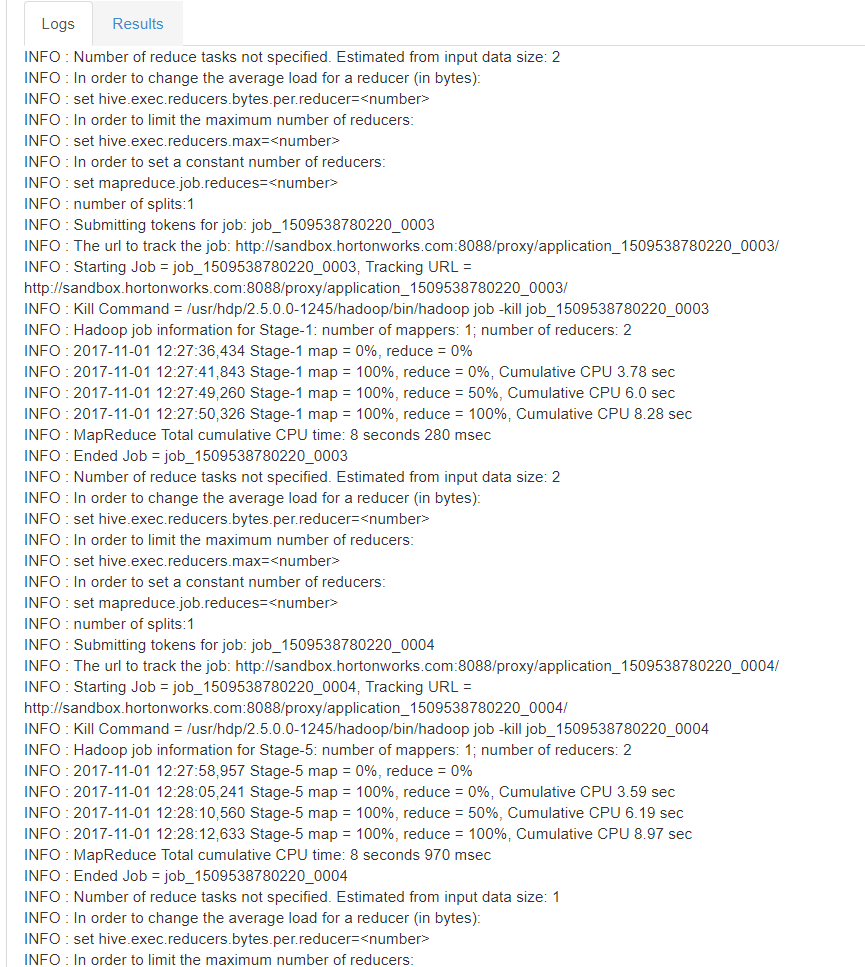 Logs
Results
INFO : Number of reduce tasks not specified. Estimated from input data size: 2
INFO : In order to change the average load for a reducer (in bytes):
INFO : set hive.exec.reducers.bytes.per.reducer=<number>
INFO : In order to limit the maximum number of reducers:
INFO : set hive.exec.reducers.max=<number>
INFO : In order to set a constant number of reducers:
INFO : set mapreduce.job.reduces=<number>
INFO : number of splits:1
INFO : Submitting tokens for job: job_1509538780220_0003
INFO : The url to track the job: http://sandbox.hortonworks.com:8088/proxy/application_1509538780220_0003/
INFO : Starting Job = job_1509538780220_0003, Tracking URL =
http://sandbox.hortonworks.com:8088/proxy/application_1509538780220_0003/
INFO : Kill Command = /usr/hdp/2.5.0.0-1245/hadoop/bin/hadoop job -kill job_1509538780220_0003
INFO : Hadoop job information for Stage-1: number of mappers: 1; number of reducers: 2
INFO : 2017-11-01 12:27:36,434 Stage-1 map = 0%, reduce = 0%
INFO : 2017-11-01 12:27:41,843 Stage-1 map = 100%, reduce = 0%, Cumulative CPU 3.78 sec
INFO : 2017-11-01 12:27:49,260 Stage-1 map = 100%, reduce = 50%, Cumulative CPU 6.0 sec
INFO : 2017-11-01 12:27:50,326 Stage-1 map = 100%, reduce = 100%, Cumulative CPU 8.28 sec
INFO : MapReduce Total cumulative CPU time: 8 seconds 280 msec
INFO : Ended Job = job_1509538780220_0003
INFO : Number of reduce tasks not specified. Estimated from input data size: 2
INFO : In order to change the average load for a reducer (in bytes):
INFO : set hive.exec.reducers.bytes.per.reducer=<number>
INFO : In order to limit the maximum number of reducers:
INFO : set hive.exec.reducers.max=<number>
INFO : In order to set a constant number of reducers:
INFO : set mapreduce.job.reduces=<number>
INFO : number of splits:1
INFO : Submitting tokens for job: job_1509538780220_0004
INFO : The url to track the job: http://sandbox.hortonworks.com:8088/proxy/application_1509538780220_0004/
INFO : Starting Job = job_1509538780220_0004, Tracking URL =
http://sandbox.hortonworks.com:8088/proxy/application_1509538780220_0004/
INFO : Kill Command = /usr/hdp/2.5.0.0-1245/hadoop/bin/hadoop job -kill job_1509538780220_0004
INFO : Hadoop job information for Stage-5: number of mappers: 1; number of reducers: 2
INFO : 2017-11-01 12:27:58,957 Stage-5 map = 0%, reduce = 0%
INFO : 2017-11-01 12:28:05,241 Stage-5 map = 100%, reduce = 0%, Cumulative CPU 3.59 sec
INFO : 2017-11-01 12:28:10,560 Stage-5 map = 100%, reduce = 50%, Cumulative CPU 6.19 sec
INFO : 2017-11-01 12:28:12,633 Stage-5 map = 100%, reduce = 100%, Cumulative CPU 8.97 sec
INFO : MapReduce Total cumulative CPU time: 8 seconds 970 msec
INFO : Ended Job = job_1509538780220_0004
INFO : Number of reduce tasks not specified. Estimated from input data size: 1
INFO : In order to change the average load for a reducer (in bytes):
INFO : set hive.exec.reducers.bytes.per.reducer=<number>
INFO : In order to limit the maximum number of reducers: